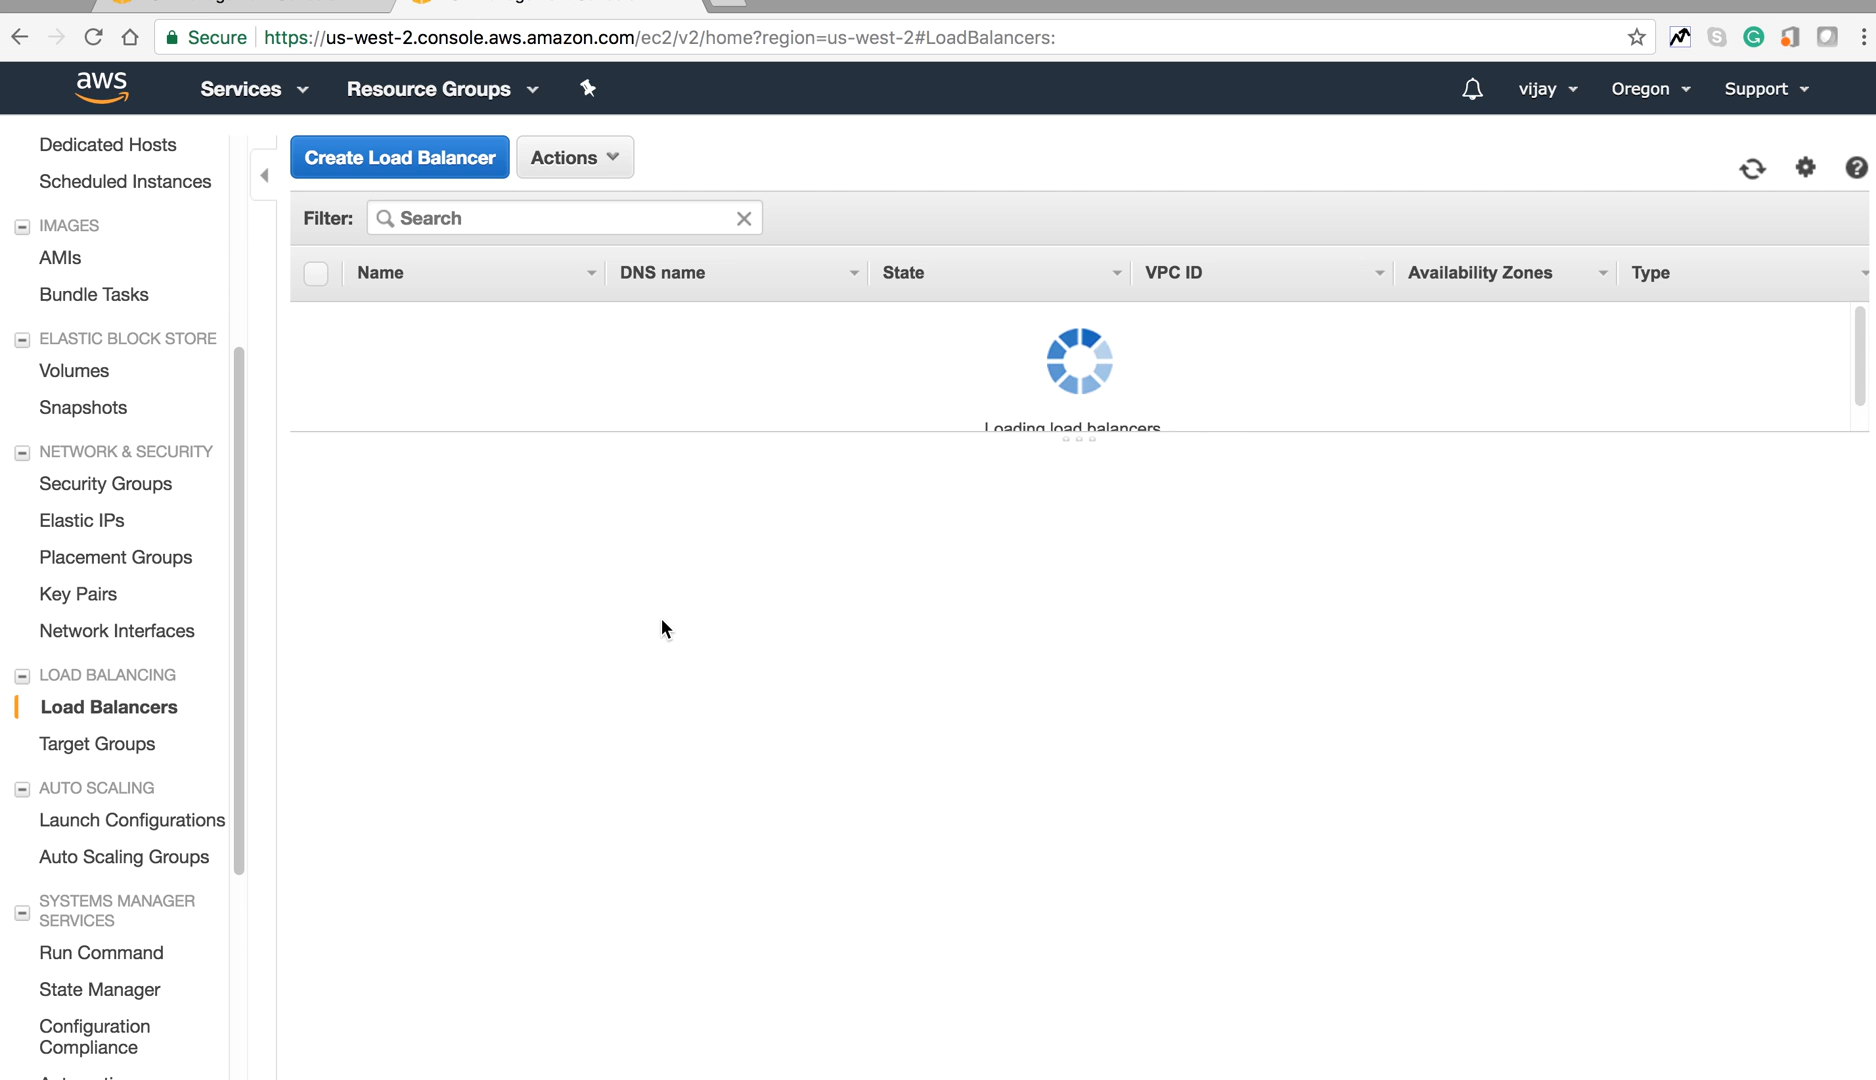 Secure https://us-west-2.console.aws.amazon.com/ec2/v2/home?region=us-west-2#LoadBalancers:
aws Services Resource Groups vijay Oregon Support
Dedicated Hosts
Scheduled Instances
IMAGES
AMIs
Bundle Tasks
ELASTIC BLOCK STORE
Volumes
Snapshots
NETWORK & SECURITY
Security Groups
Elastic IPs
Placement Groups
Key Pairs
Network Interfaces
LOAD BALANCING
Load Balancers
Target Groups
AUTO SCALING
Launch Configurations
Auto Scaling Groups
SYSTEMS MANAGER
SERVICES
Run Command
State Manager
Configuration
Compliance
Create Load Balancer Actions
Filter: Search
Name DNS name State VPC ID Availability Zones Type
Loading load balancers